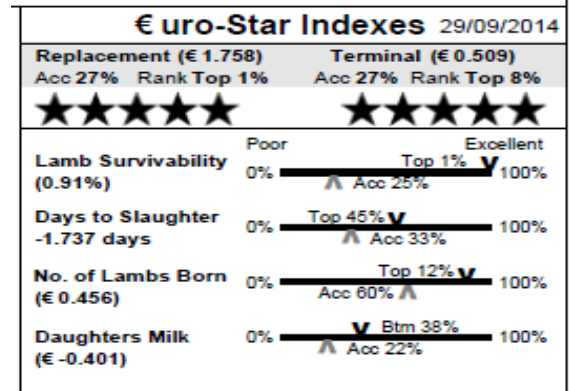 € uro-Star Indexes 29/09/2014
Replacement (€ 1.758) Terminal (€ 0.509)
Acc 27% Rank Top 1% Acc 27% Rank Top 8%
★★★★★ ★★★★★
Poor Excellent
Lamb Survivability 0% Top 1% 100%
(0.91%) Acc 25%
Days to Slaughter 0% Top 45% 100%
-1.737 days Acc 33%
No. of Lambs Born 0% Top 12% 100%
(€ 0.456) Acc 60%
Daughters Milk 0% Btm 38% 100%
(€ -0.401) Acc 22%